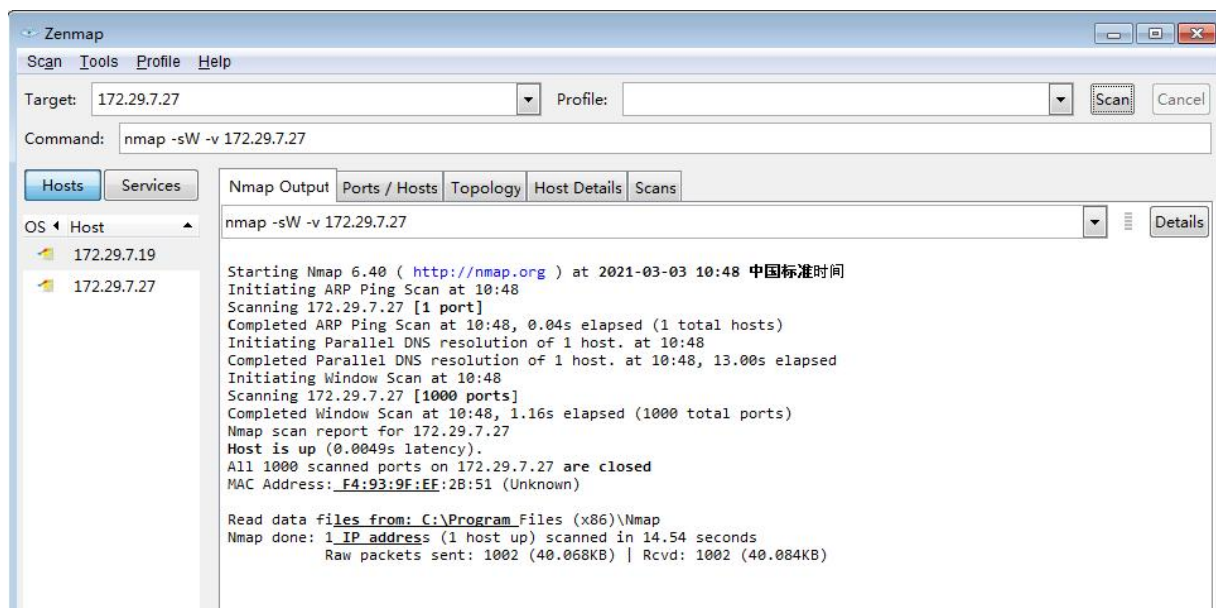 Zenmap
Scan Tools Profile Help
Target: 172.29.7.27 Profile: Scan Cancel
Command: nmap -sW -v 172.29.7.27
Hosts Services
Nmap Output Ports / Hosts Topology Host Details Scans
OS Host
nmap -sW -v 172.29.7.27 Details
172.29.7.19
172.29.7.27
Starting Nmap 6.40 ( http://nmap.org ) at 2021-03-03 10:48 中国标准时间
Initiating ARP Ping Scan at 10:48
Scanning 172.29.7.27 [1 port]
Completed ARP Ping Scan at 10:48, 0.04s elapsed (1 total hosts)
Initiating Parallel DNS resolution of 1 host. at 10:48
Completed Parallel DNS resolution of 1 host. at 10:48, 13.00s elapsed
Initiating Window Scan at 10:48
Scanning 172.29.7.27 [1000 ports]
Completed Window Scan at 10:48, 1.16s elapsed (1000 total ports)
Nmap scan report for 172.29.7.27
Host is up (0.0049s latency).
All 1000 scanned ports on 172.29.7.27 are closed
MAC Address: F4:93:9F:EF:2B:51 (Unknown)
Read data files from: C:\Program Files (x86)\Nmap
Nmap done: 1 IP address (1 host up) scanned in 14.54 seconds
Raw packets sent: 1002 (40.068KB) | Rcvd: 1002 (40.084KB)